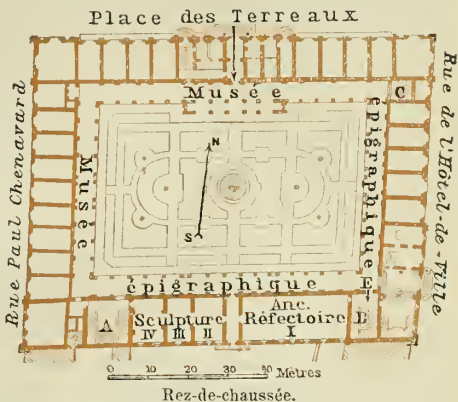 Place des Terreaux
Rue Paul Chenavard
Rue de l'Hôtel-de-Ville
Musée
C
épigraphique
Musée
N
S
épigraphique
E
A
Sculpture
IV III II
Anc.
Réfectoire
I
0 10 20 30 40 50 Mètres
Rez-de-chaussée.